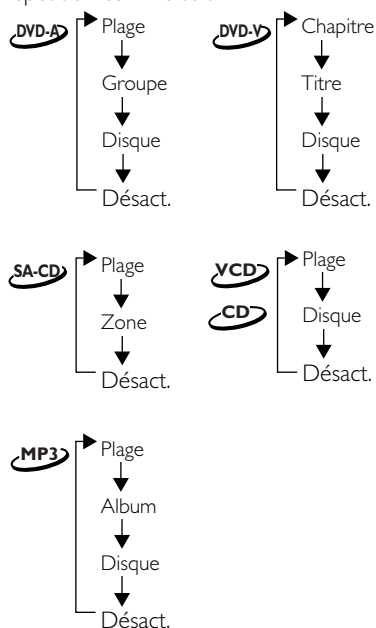 DVD-A
Plage
Groupe
Disque
Désact.
DVD-V
Chapitre
Titre
Disque
Désact.
SA-CD
Plage
Zone
Désact.
VCD
CD
Plage
Disque
Désact.
MP3
Plage
Album
Disque
Désact.